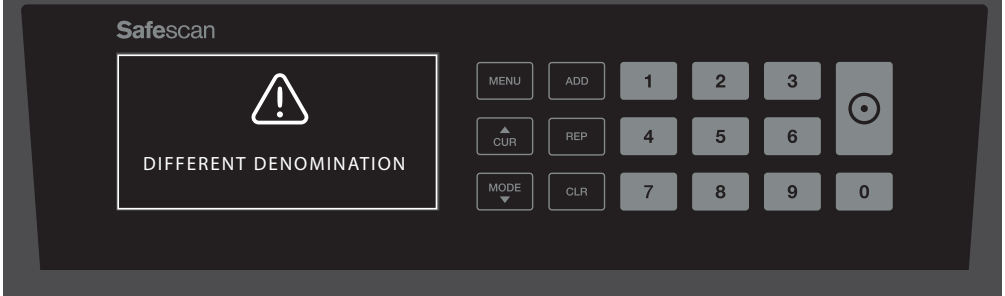 Safescan
DIFFERENT DENOMINATION
MENU ADD 1 2 3
CUR REP 4 5 6
MODE CLR 7 8 9 0